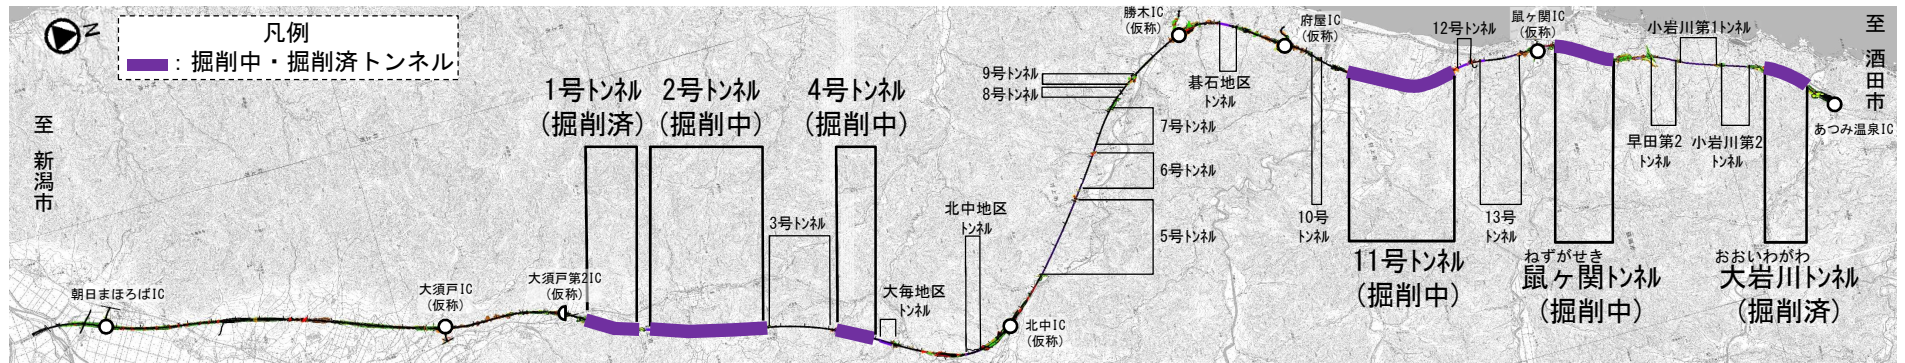 N
凡例
：掘削中・掘削済トンネル
至 新潟市
朝日まほろばIC
大須戸IC
(仮称)
大須戸第2IC
(仮称)
1号トンネル
(掘削済)
2号トンネル
(掘削中)
3号トンネル
4号トンネル
(掘削中)
大毎地区
トンネル
北中地区
トンネル
北中IC
(仮称)
5号トンネル
6号トンネル
7号トンネル
8号トンネル
9号トンネル
勝木IC
(仮称)
碁石地区
トンネル
府屋IC
(仮称)
10号
トンネル
11号トンネル
(掘削中)
12号トンネル
13号
トンネル
鼠ヶ関IC
(仮称)
ねずがせき
鼠ヶ関トンネル
(掘削中)
早田第2
トンネル
小岩川第1トンネル
小岩川第2
トンネル
おおいわがわ
大岩川トンネル
(掘削済)
あつみ温泉IC
至 酒田市